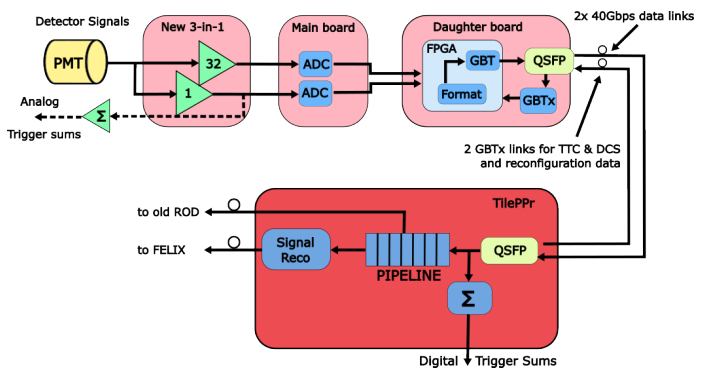 Detector Signals
New 3-in-1
Main board
Daughter board
2x 40Gbps data links
PMT
32
1
ADC
ADC
FPGA
GBT
Format
QSFP
GBTx
Analog
Trigger sums
Σ
2 GBTx links for TTC & DCS
and reconfiguration data
TilePPr
to old ROD
to FELIX
Signal
Reco
PIPELINE
QSFP
Σ
Digital
Trigger Sums